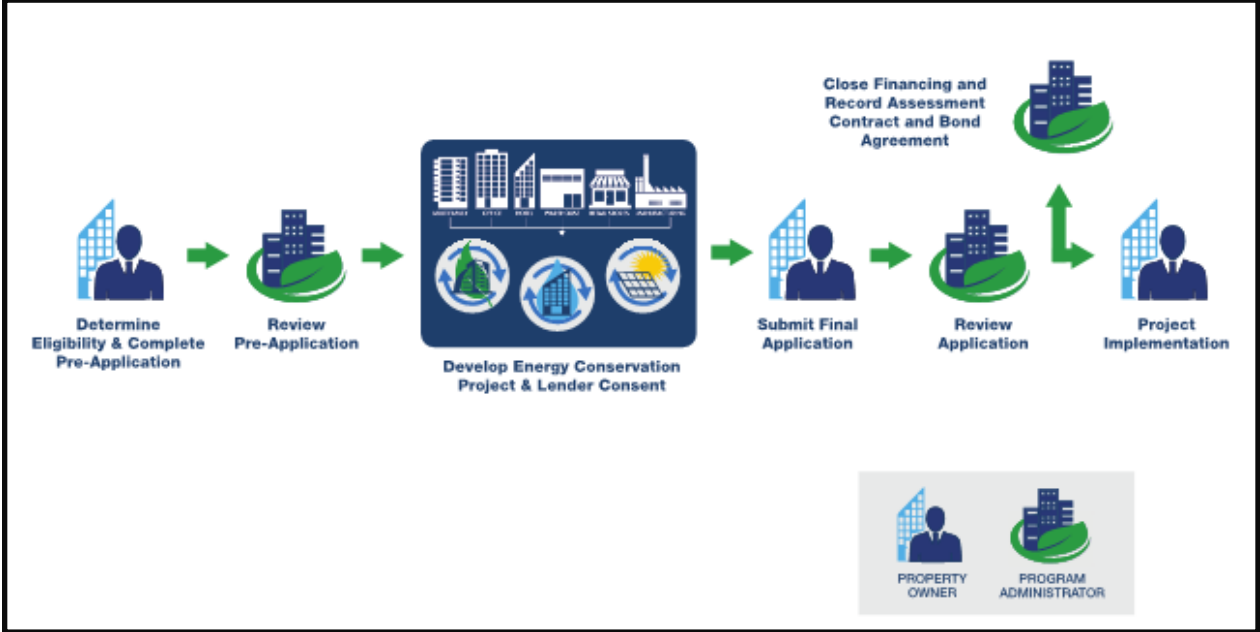 Close Financing and
Record Assessment
Contract and Bond
Agreement
Determine
Eligibility & Complete
Pre-Application
Review
Pre-Application
Develop Energy Conservation
Project & Lender Consent
Submit Final
Application
Review
Application
Project
Implementation
PROPERTY
OWNER
PROGRAM
ADMINISTRATOR